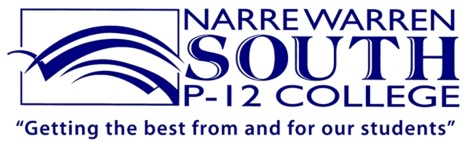 NARRE WARREN
SOUTH
P-12 COLLEGE
“Getting the best from and for our students”